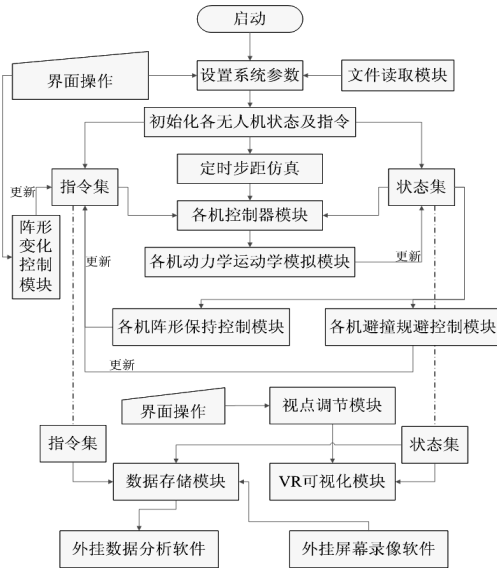 启动
界面操作
设置系统参数
文件读取模块
初始化各无人机状态及指令
定时步距仿真
更新
指令集
状态集
各机控制器模块
阵形
变化
控制
模块
更新
各机动力学运动学模拟模块
更新
各机阵形保持控制模块
各机避撞规避控制模块
更新
界面操作
视点调节模块
指令集
状态集
数据存储模块
VR可视化模块
外挂数据分析软件
外挂屏幕录像软件